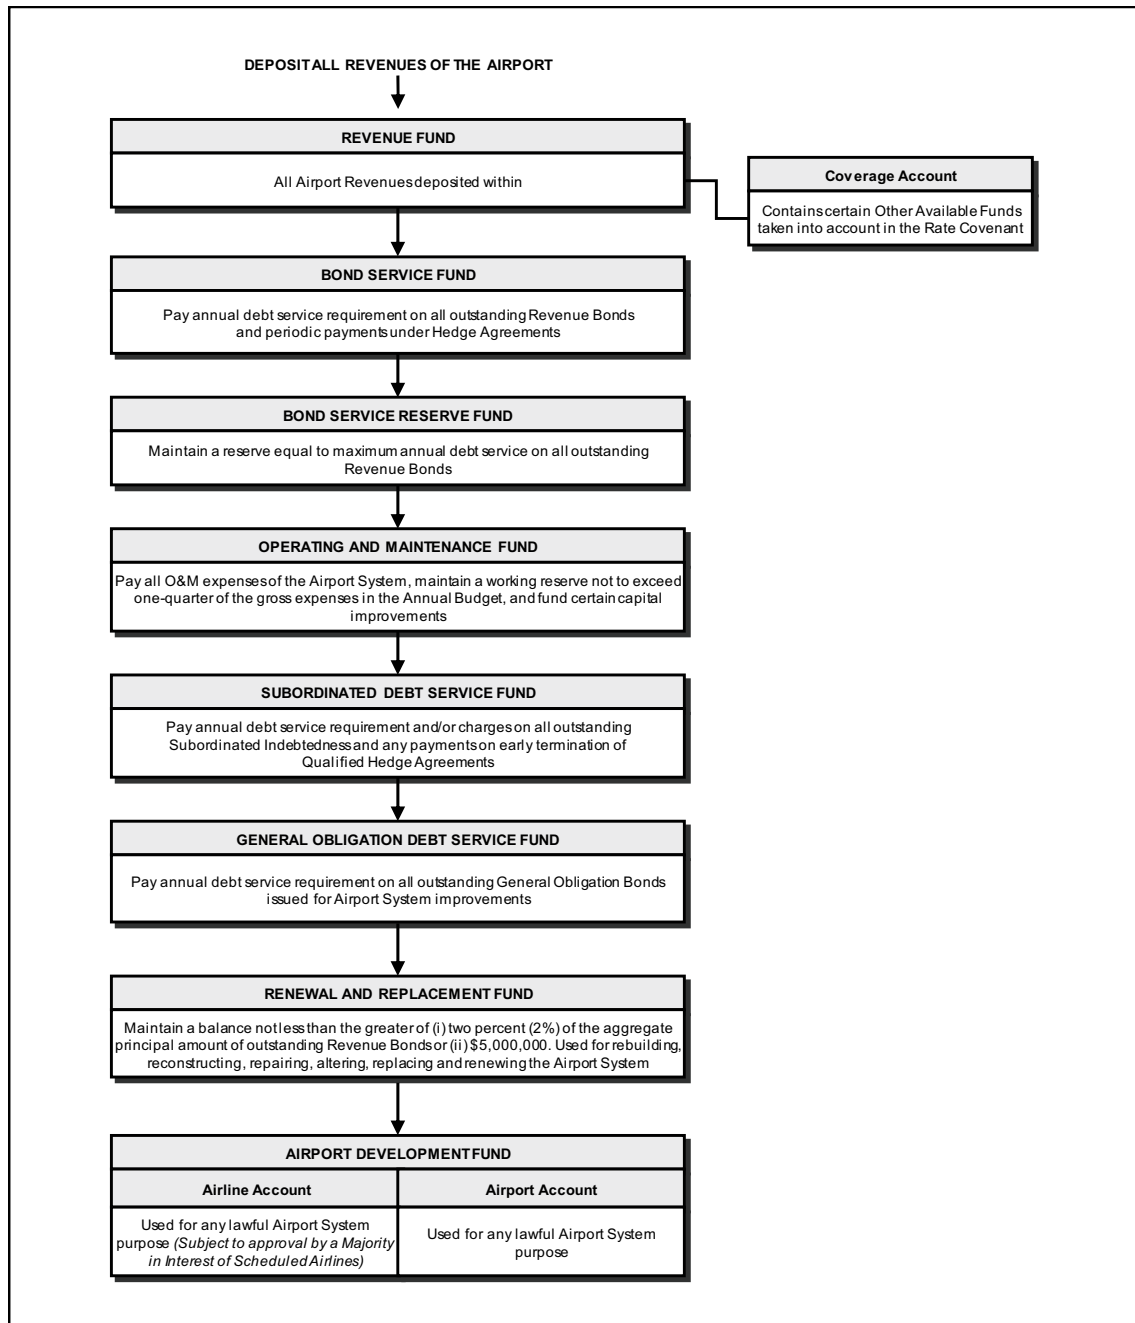 DEPOSIT ALL REVENUES OF THE AIRPORT
REVENUE FUND
All Airport Revenues deposited within
Coverage Account
Contains certain Other Available Funds
taken into account in the Rate Covenant
BOND SERVICE FUND
Pay annual debt service requirement on all outstanding Revenue Bonds
and periodic payments under Hedge Agreements
BOND SERVICE RESERVE FUND
Maintain a reserve equal to maximum annual debt service on all outstanding
Revenue Bonds
OPERATING AND MAINTENANCE FUND
Pay all O&M expenses of the Airport System, maintain a working reserve not to exceed
one-quarter of the gross expenses in the Annual Budget, and fund certain capital
improvements
SUBORDINATED DEBT SERVICE FUND
Pay annual debt service requirement and/or charges on all outstanding
Subordinated Indebtedness and any payments on early termination of
Qualified Hedge Agreements
GENERAL OBLIGATION DEBT SERVICE FUND
Pay annual debt service requirement on all outstanding General Obligation Bonds
issued for Airport System improvements
RENEWAL AND REPLACEMENT FUND
Maintain a balance not less than the greater of (i) two percent (2%) of the aggregate
principal amount of outstanding Revenue Bonds or (ii) $5,000,000. Used for rebuilding,
reconstructing, repairing, altering, replacing and renewing the Airport System
AIRPORT DEVELOPMENT FUND
Airline Account
Used for any lawful Airport System
purpose (Subject to approval by a Majority
in Interest of Scheduled Airlines)
Airport Account
Used for any lawful Airport System
purpose